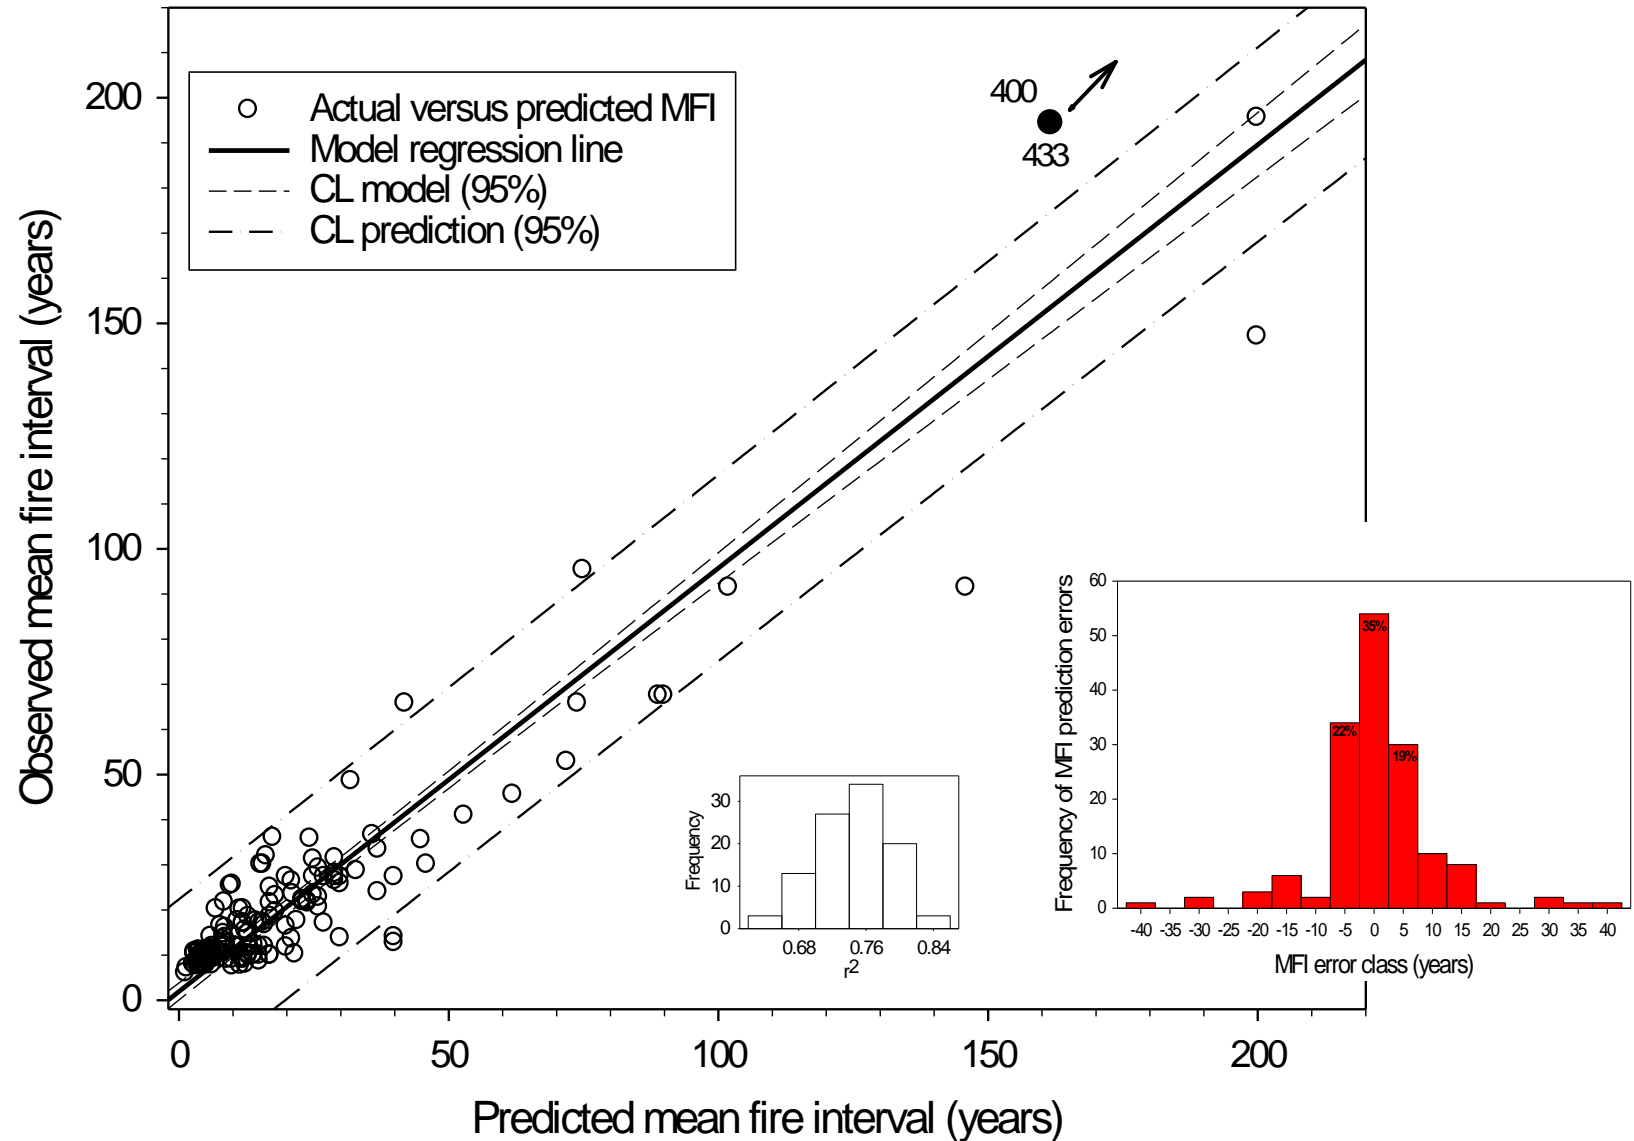 Observed mean fire interval (years)
200
150
100
50
0
Actual versus predicted MFI
Model regression line
CL model (95%)
CL prediction (95%)
400
433
0 50 100 150 200
Predicted mean fire interval (years)
Frequency
30
20
10
0
0.68 0.76 0.84
r²
Frequency of MFI prediction errors
60
50
40
30
20
10
0
35%
22%
19%
-40 -35 -30 -25 -20 -15 -10 -5 0 5 10 15 20 25 30 35 40
MFI error class (years)